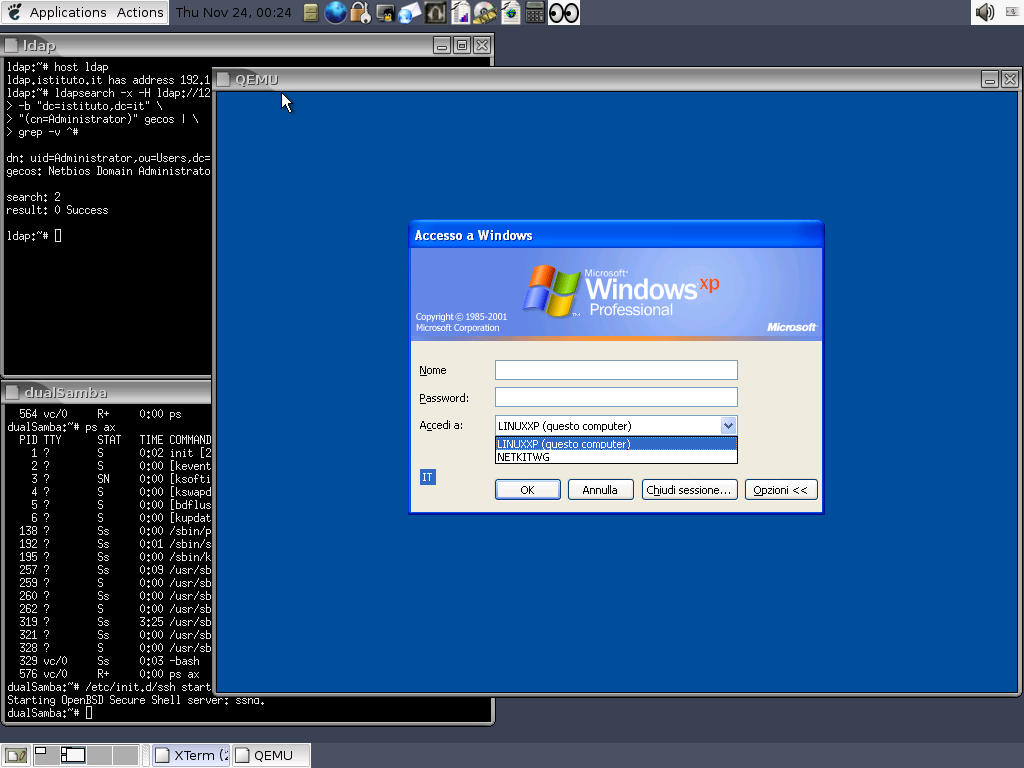 Applications Actions Thu Nov 24, 00:24
ldap
ldap:~# host ldap
ldap.istituto.it has address 192.1
ldap:~# ldapsearch -x -H ldap://12
> -b "dc=istituto,dc=it" \
> "(cn=Administrator)" gecos | \
> grep -v ^#
dn: uid=Administrator,ou=Users,dc=
gecos: Netbios Domain Administrato
search: 2
result: 0 Success
ldap:~#
QEMU
Accesso a Windows
Microsoft®
Windows xp
Professional
Copyright © 1985-2001
Microsoft Corporation
Microsoft
Nome
Password:
Accedi a:
LINUXXP (questo computer)
LINUXXP (questo computer)
NETKITWG
IT
OK
Annulla
Chiudi sessione...
Opzioni <<
dualSamba
564 vc/0 R+ 0:00 ps
dualSamba:~# ps ax
PID TTY STAT TIME COMMAND
1 ? S 0:02 init [2
2 ? S 0:00 [kevent
3 ? SN 0:00 [ksofti
4 ? S 0:00 [kswapd
5 ? S 0:00 [bdflus
6 ? S 0:00 [kupdat
138 ? Ss 0:00 /sbin/p
192 ? Ss 0:01 /sbin/s
195 ? Ss 0:00 /sbin/k
257 ? Ss 0:09 /usr/sb
259 ? S 0:00 /usr/sb
260 ? Ss 0:00 /usr/sb
262 ? S 0:00 /usr/sb
319 ? Ss 3:25 /usr/sb
321 ? S 0:00 /usr/sb
328 ? S 0:00 /usr/sb
329 vc/0 Ss 0:03 -bash
576 vc/0 R+ 0:00 ps ax
dualSamba:~# /etc/init.d/ssh start
Starting OpenBSD Secure Shell server: sshd.
dualSamba:~#
XTerm (2
QEMU